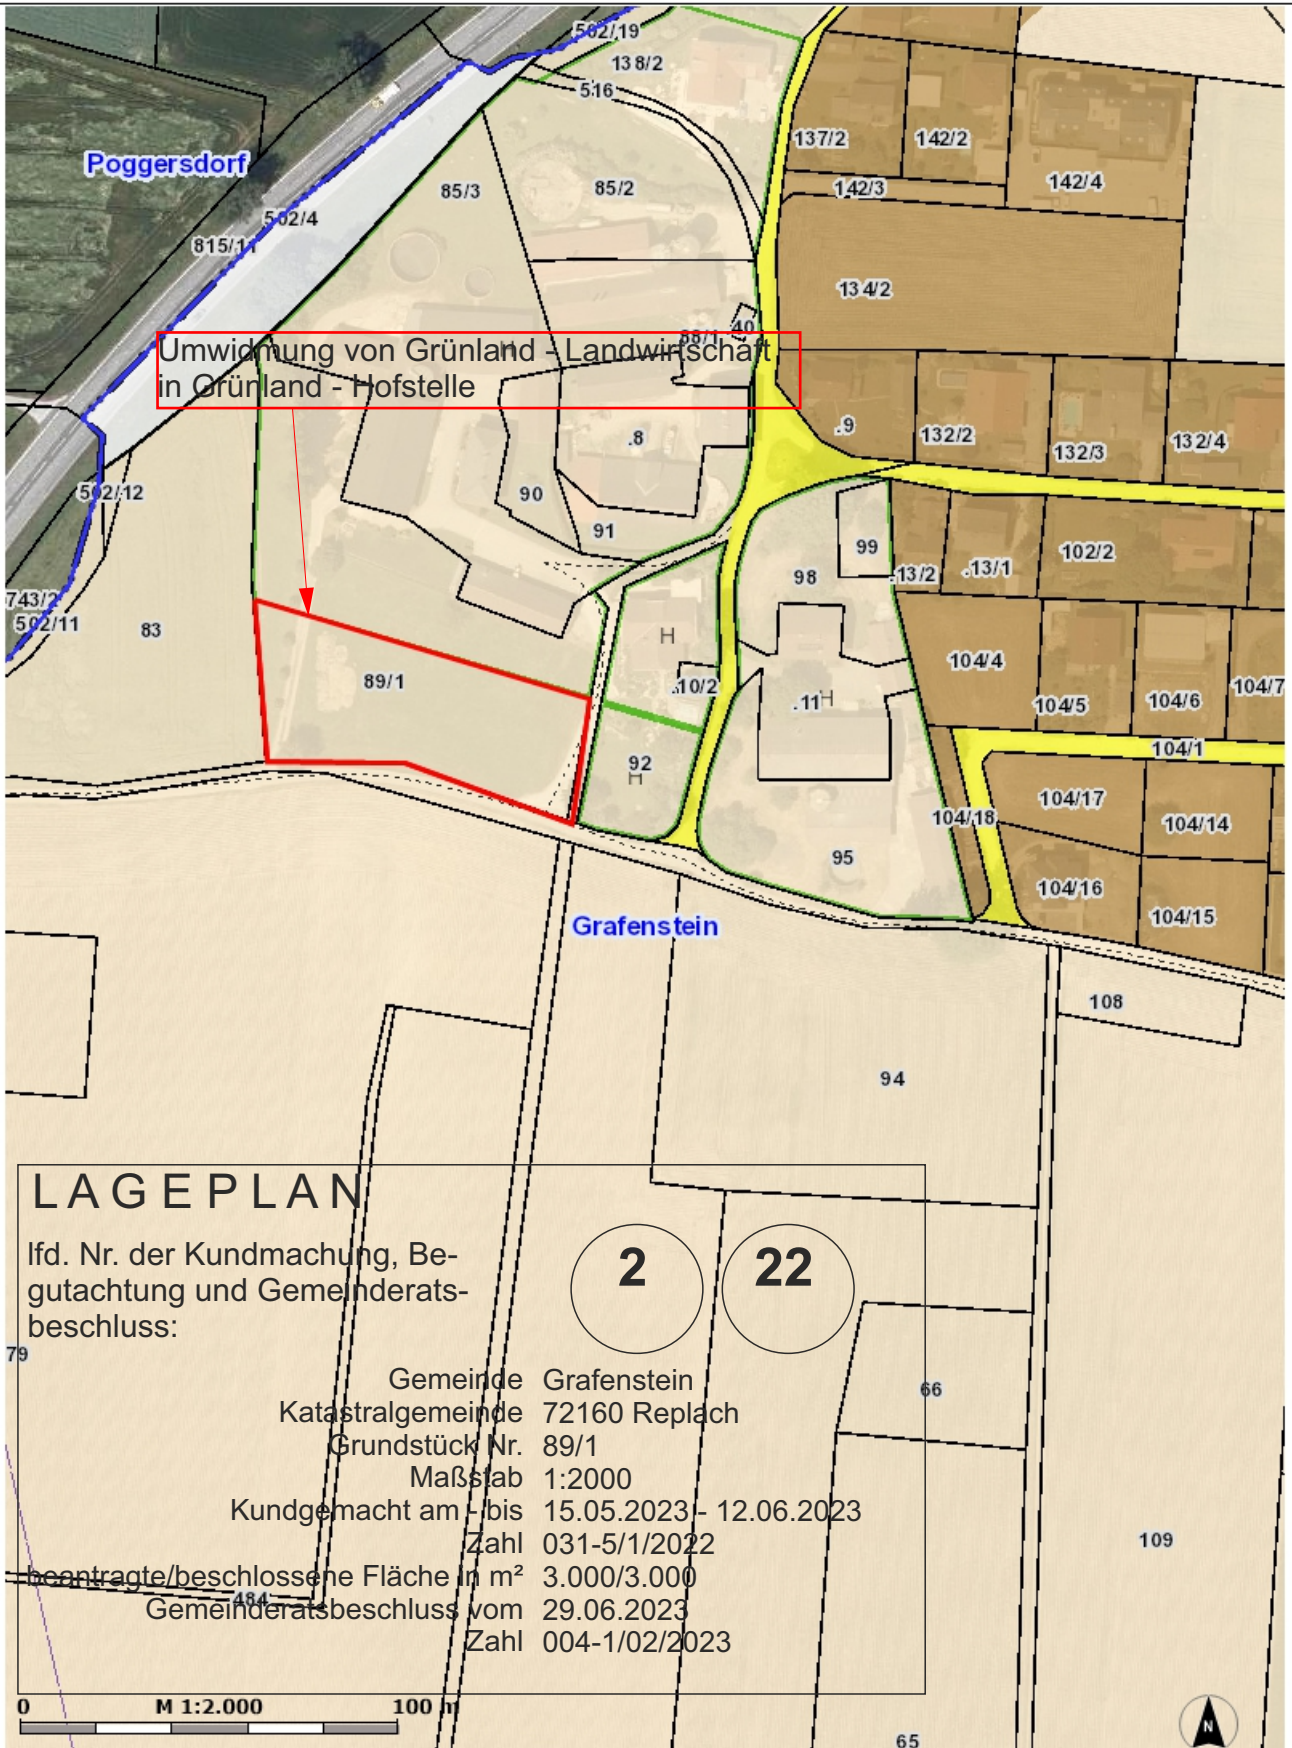 502/19
138/2
516
137/2
142/2
Poggersdorf
142/3
142/4
85/3
85/2
502/4
815/11
134/2
88/1
.40
Umwidmung von Grünland - Landwirtschaft
in Grünland - Hofstelle
H
.8
.9
132/2
132/3
132/4
502/12
90
91
99
102/2
98
.13/2
.13/1
743/2
502/11
83
H
104/4
89/1
.10/2
.11
H
104/5
104/6
104/7
92
H
104/1
104/17
104/18
104/14
95
104/16
104/15
Grafenstein
108
94
LAGEPLAN
lfd. Nr. der Kundmachung, Be-
gutachtung und Gemeinderats-
beschluss:
2 22
79
66
Gemeinde Grafenstein
Katastralgemeinde 72160 Replach
Grundstück Nr. 89/1
Maßstab 1:2000
Kundgemacht am - bis 15.05.2023 - 12.06.2023
Zahl 031-5/1/2022
beantragte/beschlossene Fläche in m² 3.000/3.000
Gemeinderatsbeschluss vom 29.06.2023
Zahl 004-1/02/2023
109
484
0 M 1:2.000 100 m
N
65